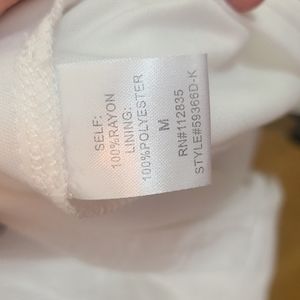 SELF:
100%RAYON
LINING:
100%POLYESTER
M
RN#112835
STYLE#59366D-K